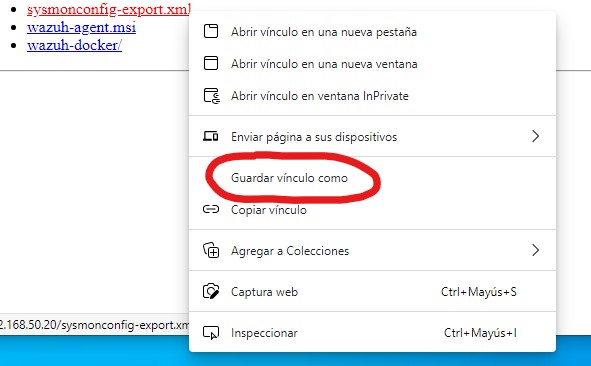 sysmonconfig-export.xml
wazuh-agent.msi
wazuh-docker/
Abrir vínculo en una nueva pestaña
Abrir vínculo en una nueva ventana
Abrir vínculo en ventana InPrivate
Enviar página a sus dispositivos
Guardar vínculo como
Copiar vínculo
Agregar a Colecciones
Captura web Ctrl+Mayús+S
Inspeccionar Ctrl+Mayús+I
2.168.50.20/sysmonconfig-export.xm